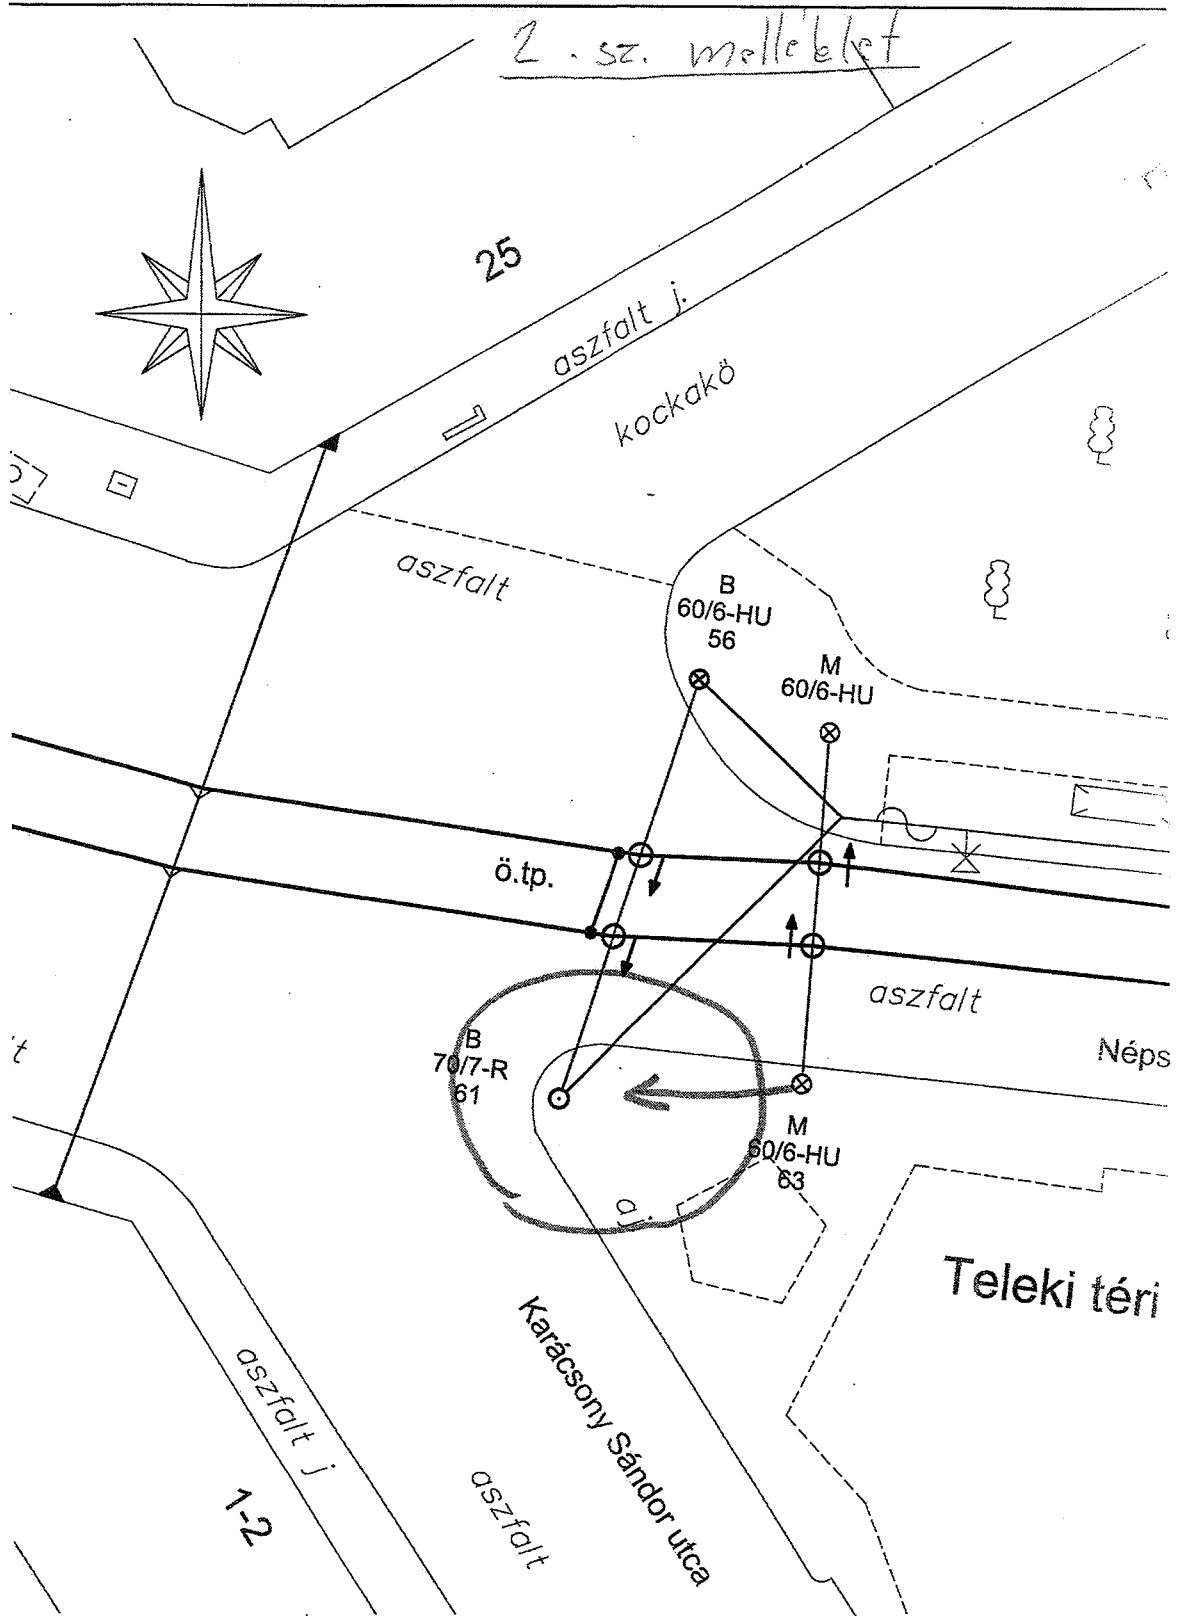 2. sz. melléklet
25
aszfalt j.
kockakő
aszfalt
B
60/6-HU
56
M
60/6-HU
ö.tp.
aszfalt
Néps
B
70/7-R
61
M
60/6-HU
63
aj
Teleki téri
Karácsony Sándor utca
aszfalt j
aszfalt
1-2